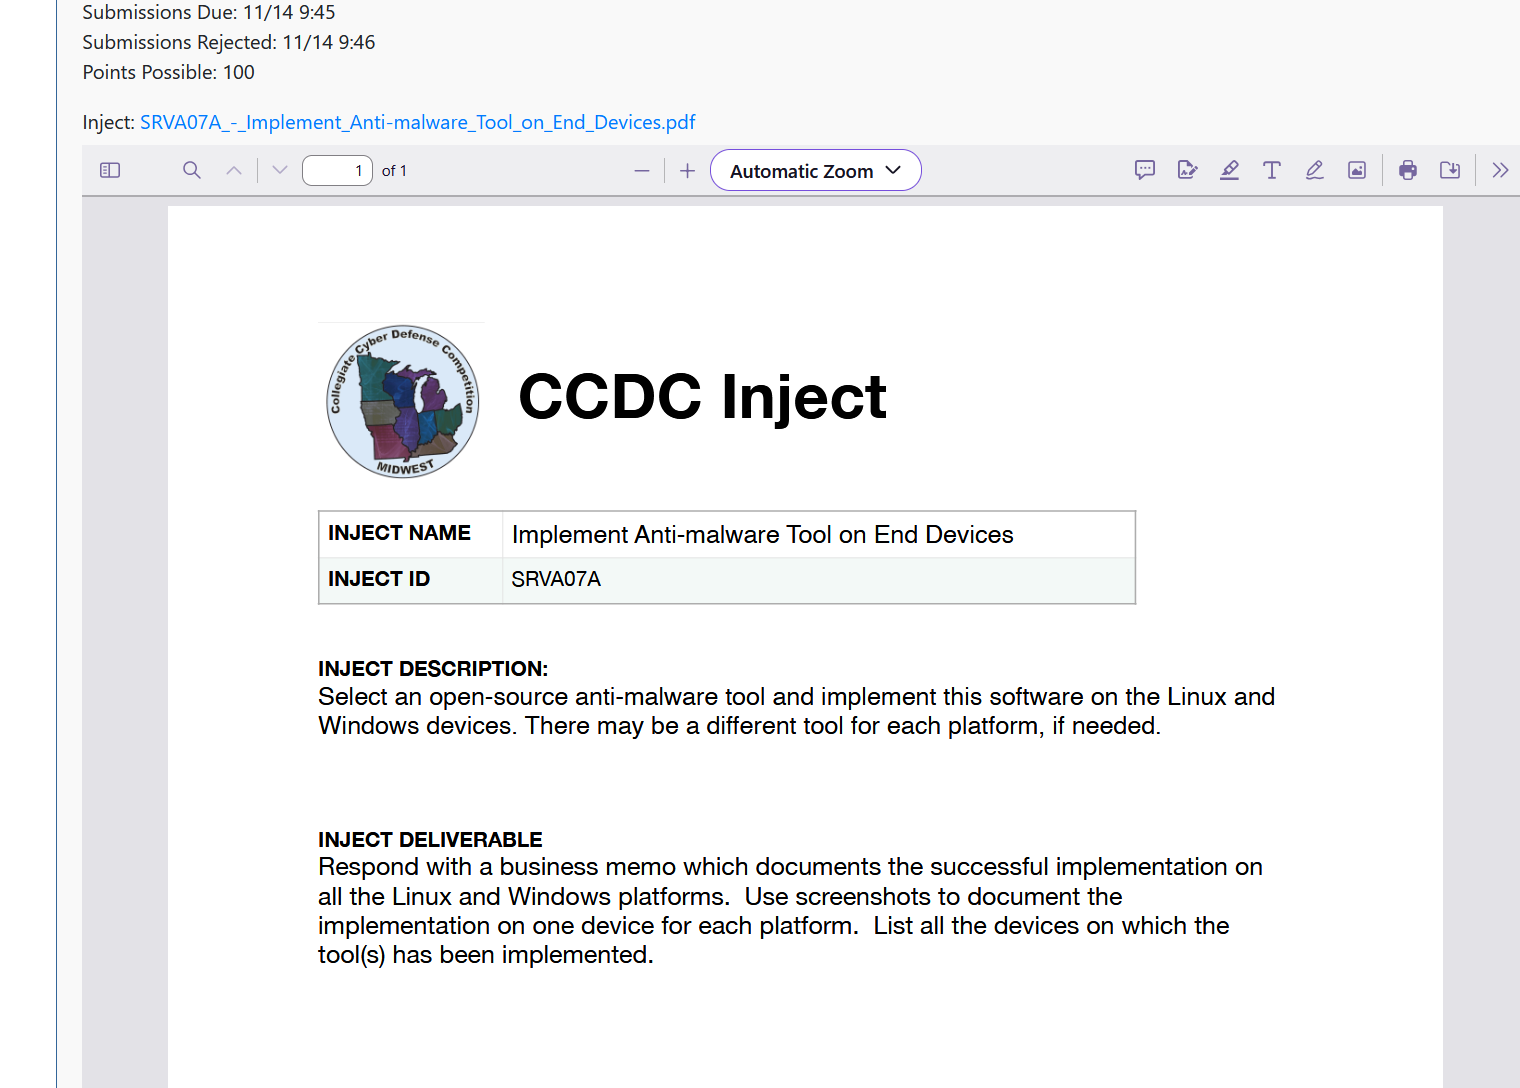 Submissions Due: 11/14 9:45
Submissions Rejected: 11/14 9:46
Points Possible: 100
Inject: SRVA07A_-_Implement_Anti-malware_Tool_on_End_Devices.pdf
1 of 1
Automatic Zoom
Collegiate Cyber Defense Competition
MIDWEST
CCDC Inject
INJECT NAME Implement Anti-malware Tool on End Devices
INJECT ID SRVA07A
INJECT DESCRIPTION:
Select an open-source anti-malware tool and implement this software on the Linux and
Windows devices. There may be a different tool for each platform, if needed.
INJECT DELIVERABLE
Respond with a business memo which documents the successful implementation on
all the Linux and Windows platforms.  Use screenshots to document the
implementation on one device for each platform.  List all the devices on which the
tool(s) has been implemented.